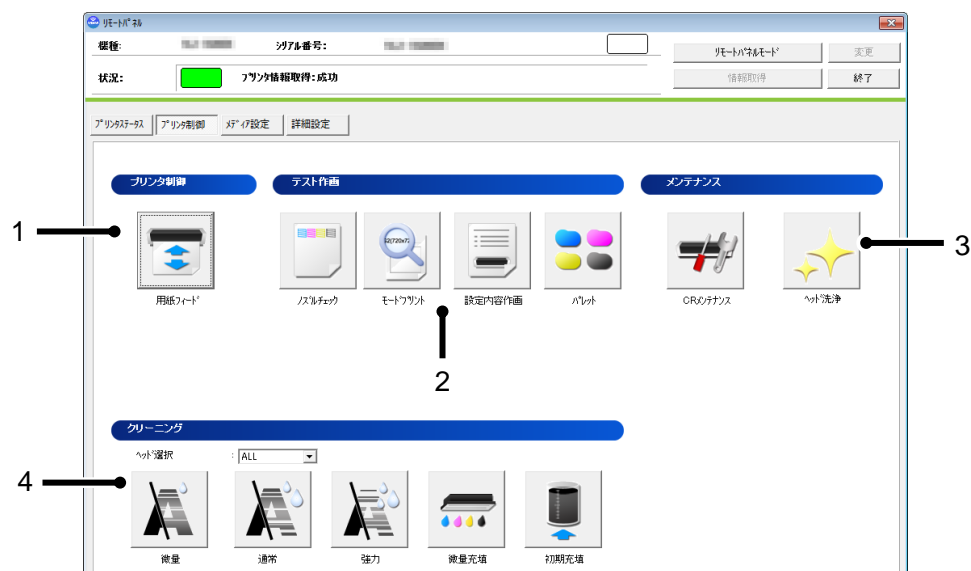 リモートパネル
機種:
シリアル番号:
リモートパネルモード
変更
状況:
プリンタ情報取得:成功
情報取得
終了
プリンタステータス
プリンタ制御
メディア設定
詳細設定
プリンタ制御
テスト作画
メンテナンス
1
3
用紙フィード
ノズルチェック
モードプリント
設定内容作画
パレット
CRメンテナンス
ヘッド洗浄
2
クリーニング
ヘッド選択
: ALL
4
微量
通常
強力
微量充填
初期充填